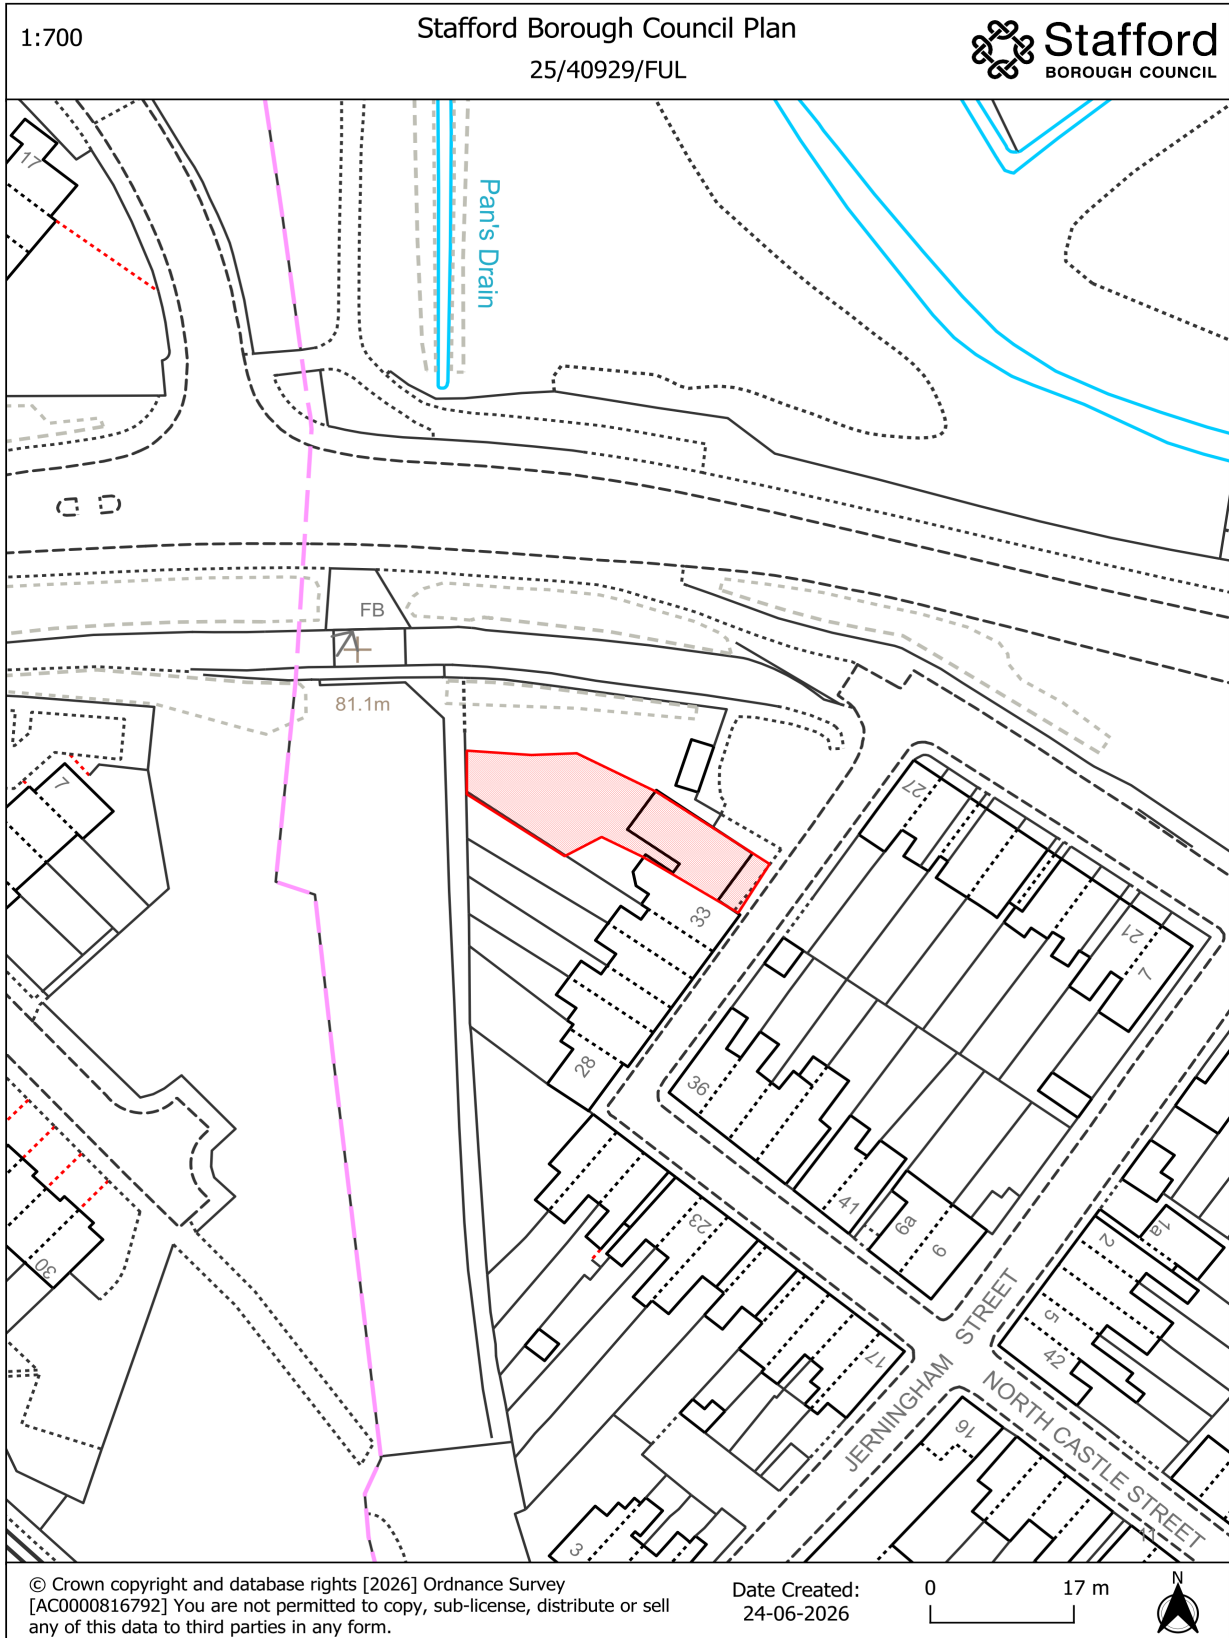 1:700
Stafford Borough Council Plan
25/40929/FUL
Stafford
BOROUGH COUNCIL
17
Pan's Drain
FB
81.1m
7
27
21
7
33
28
36
41
6a
6
23
17
30
1a
2
5
42
STREET
JERNINGHAM
NORTH CASTLE STREET
16
3
© Crown copyright and database rights [2026] Ordnance Survey
[AC0000816792] You are not permitted to copy, sub-license, distribute or sell
any of this data to third parties in any form.
Date Created:
24-06-2026
0
17 m
N